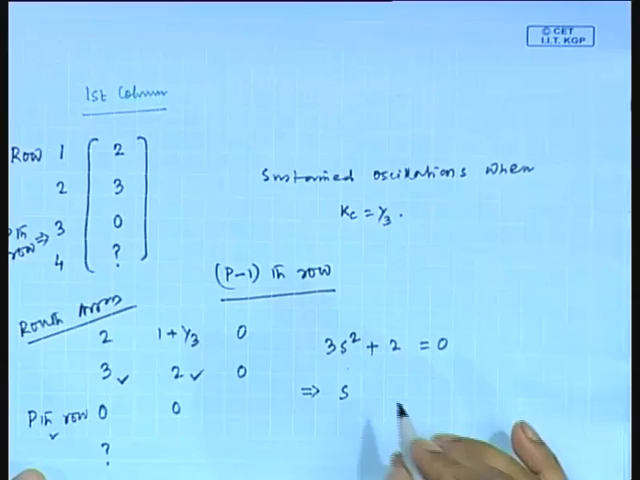 © CET
I.I.T. KGP
1st Column
Row 1 2
2 3
Pth row ⇒ 3 0
4 ?
Sustained oscillations when
Kc = 1/3.
(P-1) th row
Routh Array
2 1 + 1/3 0
3 ✓ 2 ✓ 0
Pth row 0 0
?
3s² + 2 = 0
⇒ s